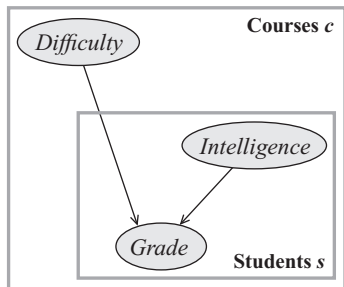 Courses c
Difficulty
Intelligence
Grade
Students s